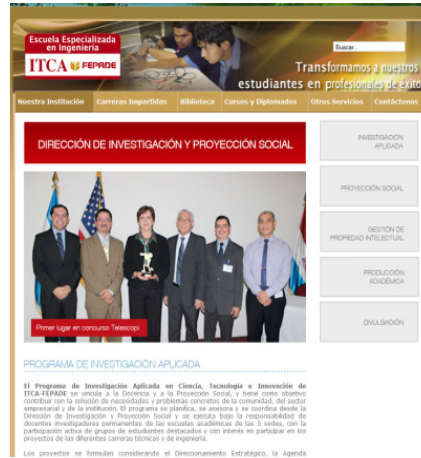 Escuela Especializada
en Ingeniería
ITCA FEPADE
Buscar...
Transformamos a nuestros
estudiantes en profesionales de éxito
Nuestra Institución
Carreras Impartidas
Biblioteca
Cursos y Diplomados
Otros Servicios
Contáctenos
DIRECCIÓN DE INVESTIGACIÓN Y PROYECCIÓN SOCIAL
INVESTIGACIÓN
APLICADA
PROYECCIÓN SOCIAL
GESTIÓN DE
PROPIEDAD INTELECTUAL
PRODUCCIÓN
ACADÉMICA
DIVULGACIÓN
Primer lugar en concurso Telescopi
PROGRAMA DE INVESTIGACIÓN APLICADA
El Programa de Investigación Aplicada en Ciencia, Tecnología e Innovación de
ITCA-FEPADE se vincula a la Docencia y a la Proyección Social, y tiene como objetivo
contribuir con la solución de necesidades y problemas concretos de la comunidad, del sector
empresarial y de la institución. El programa se planifica, se asesora y se coordina desde la
Dirección de Investigación y Proyección Social y se ejecuta bajo la responsabilidad de
docentes investigadores permanentes de las escuelas académicas de las 5 sedes, con la
participación activa de grupos de estudiantes destacados y con interés en participar en los
proyectos de las diferentes carreras técnicas y de ingeniería.
Los proyectos se formulan considerando el Direccionamiento Estratégico, la Agenda